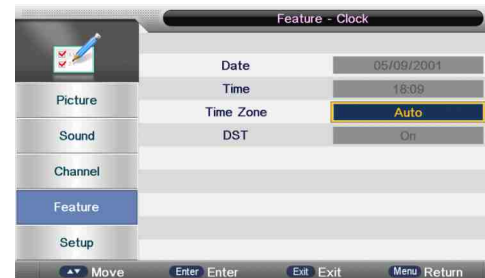 Feature - Clock
Date 05/09/2001
Time 18:09
Time Zone Auto
DST On
Picture
Sound
Channel
Feature
Setup
Move Enter Enter Exit Exit Menu Return